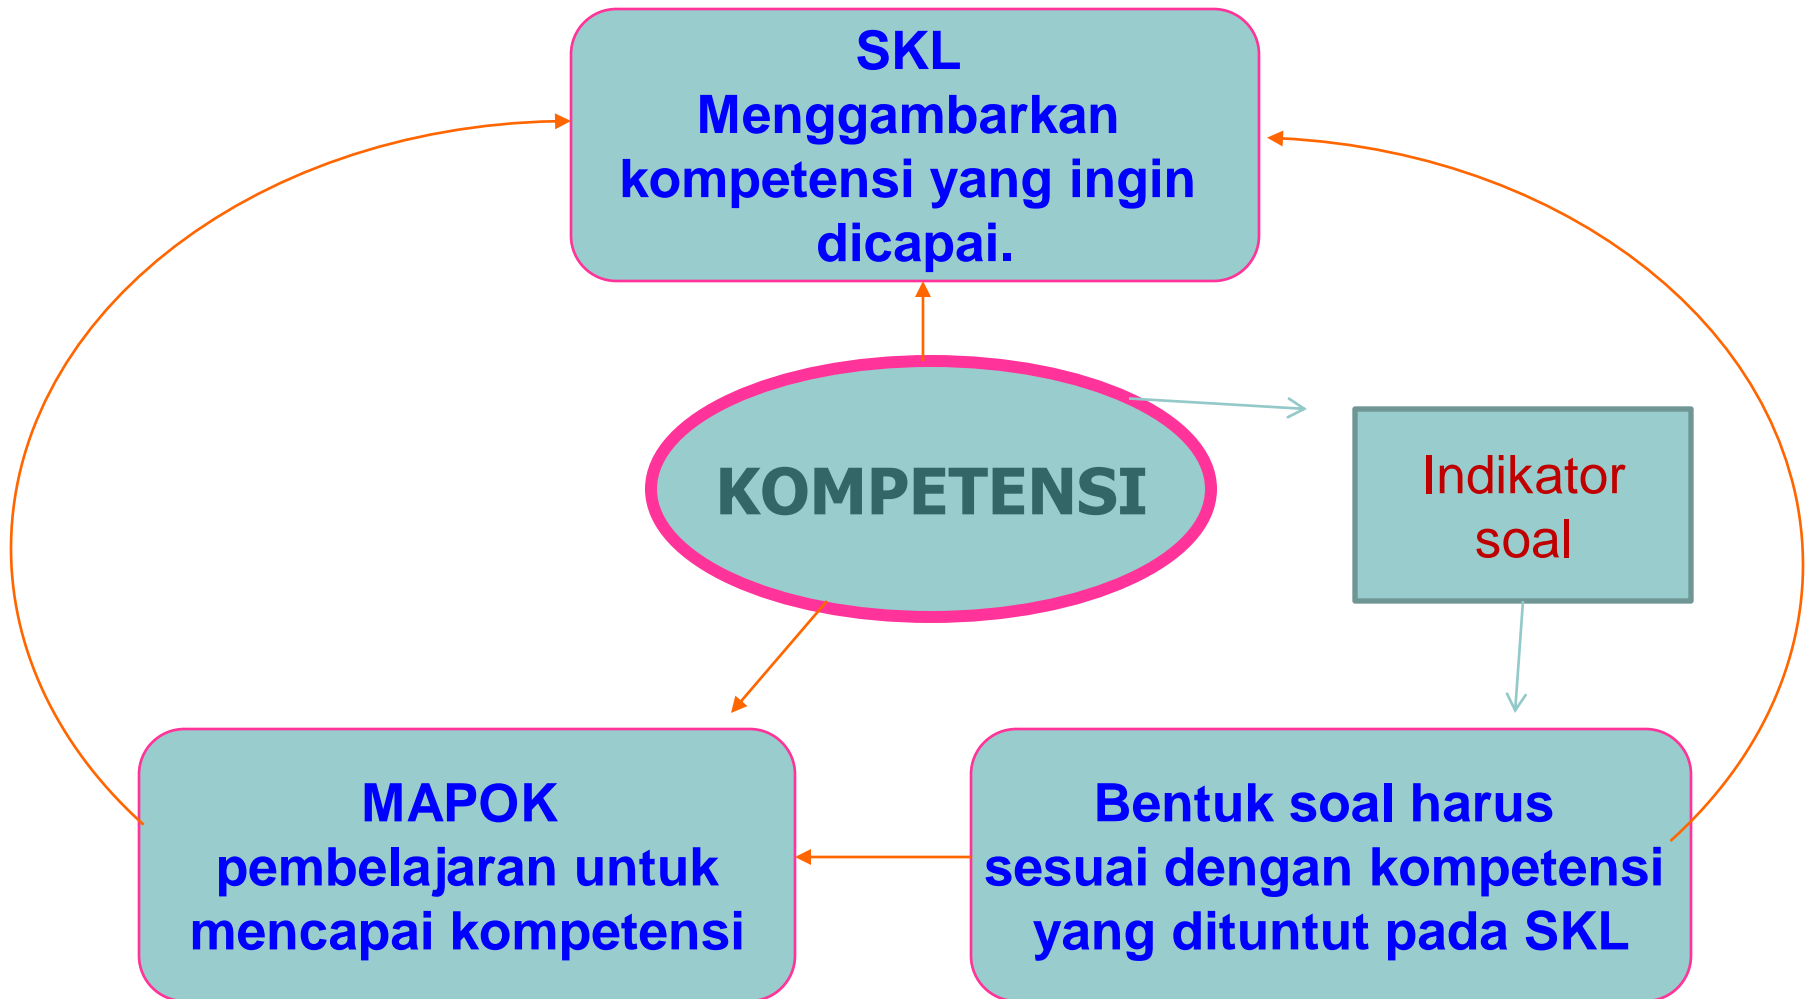 SKL
Menggambarkan
kompetensi yang ingin
dicapai.
KOMPETENSI
Indikator
soal
MAPOK
pembelajaran untuk
mencapai kompetensi
Bentuk soal harus
sesuai dengan kompetensi
yang dituntut pada SKL